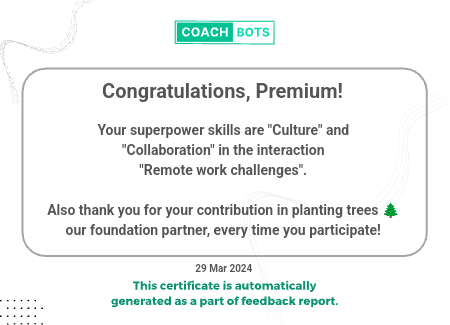 COACH BOTS
Congratulations, Premium!
Your superpower skills are "Culture" and
"Collaboration" in the interaction
"Remote work challenges".
Also thank you for your contribution in planting trees 🌲
our foundation partner, every time you participate!
29 Mar 2024
This certificate is automatically
generated as a part of feedback report.